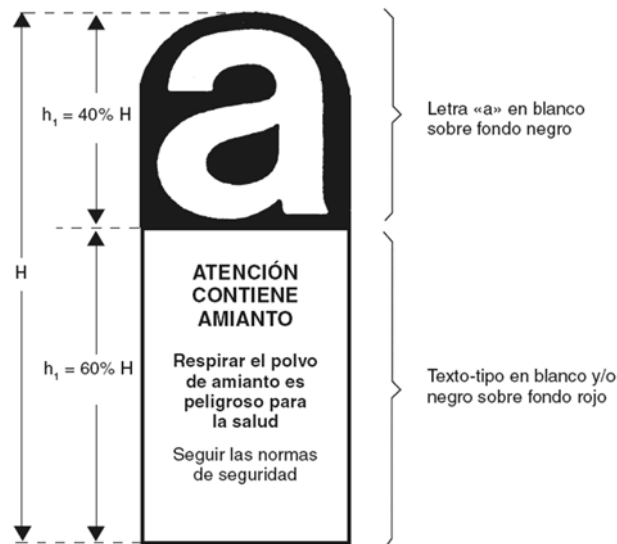 a
h₁ = 40% H
Letra «a» en blanco
sobre fondo negro
H
ATENCIÓN
CONTIENE
AMIANTO
Respirar el polvo
de amianto es
peligroso para
la salud
Seguir las normas
de seguridad
h₁ = 60% H
Texto-tipo en blanco y/o
negro sobre fondo rojo